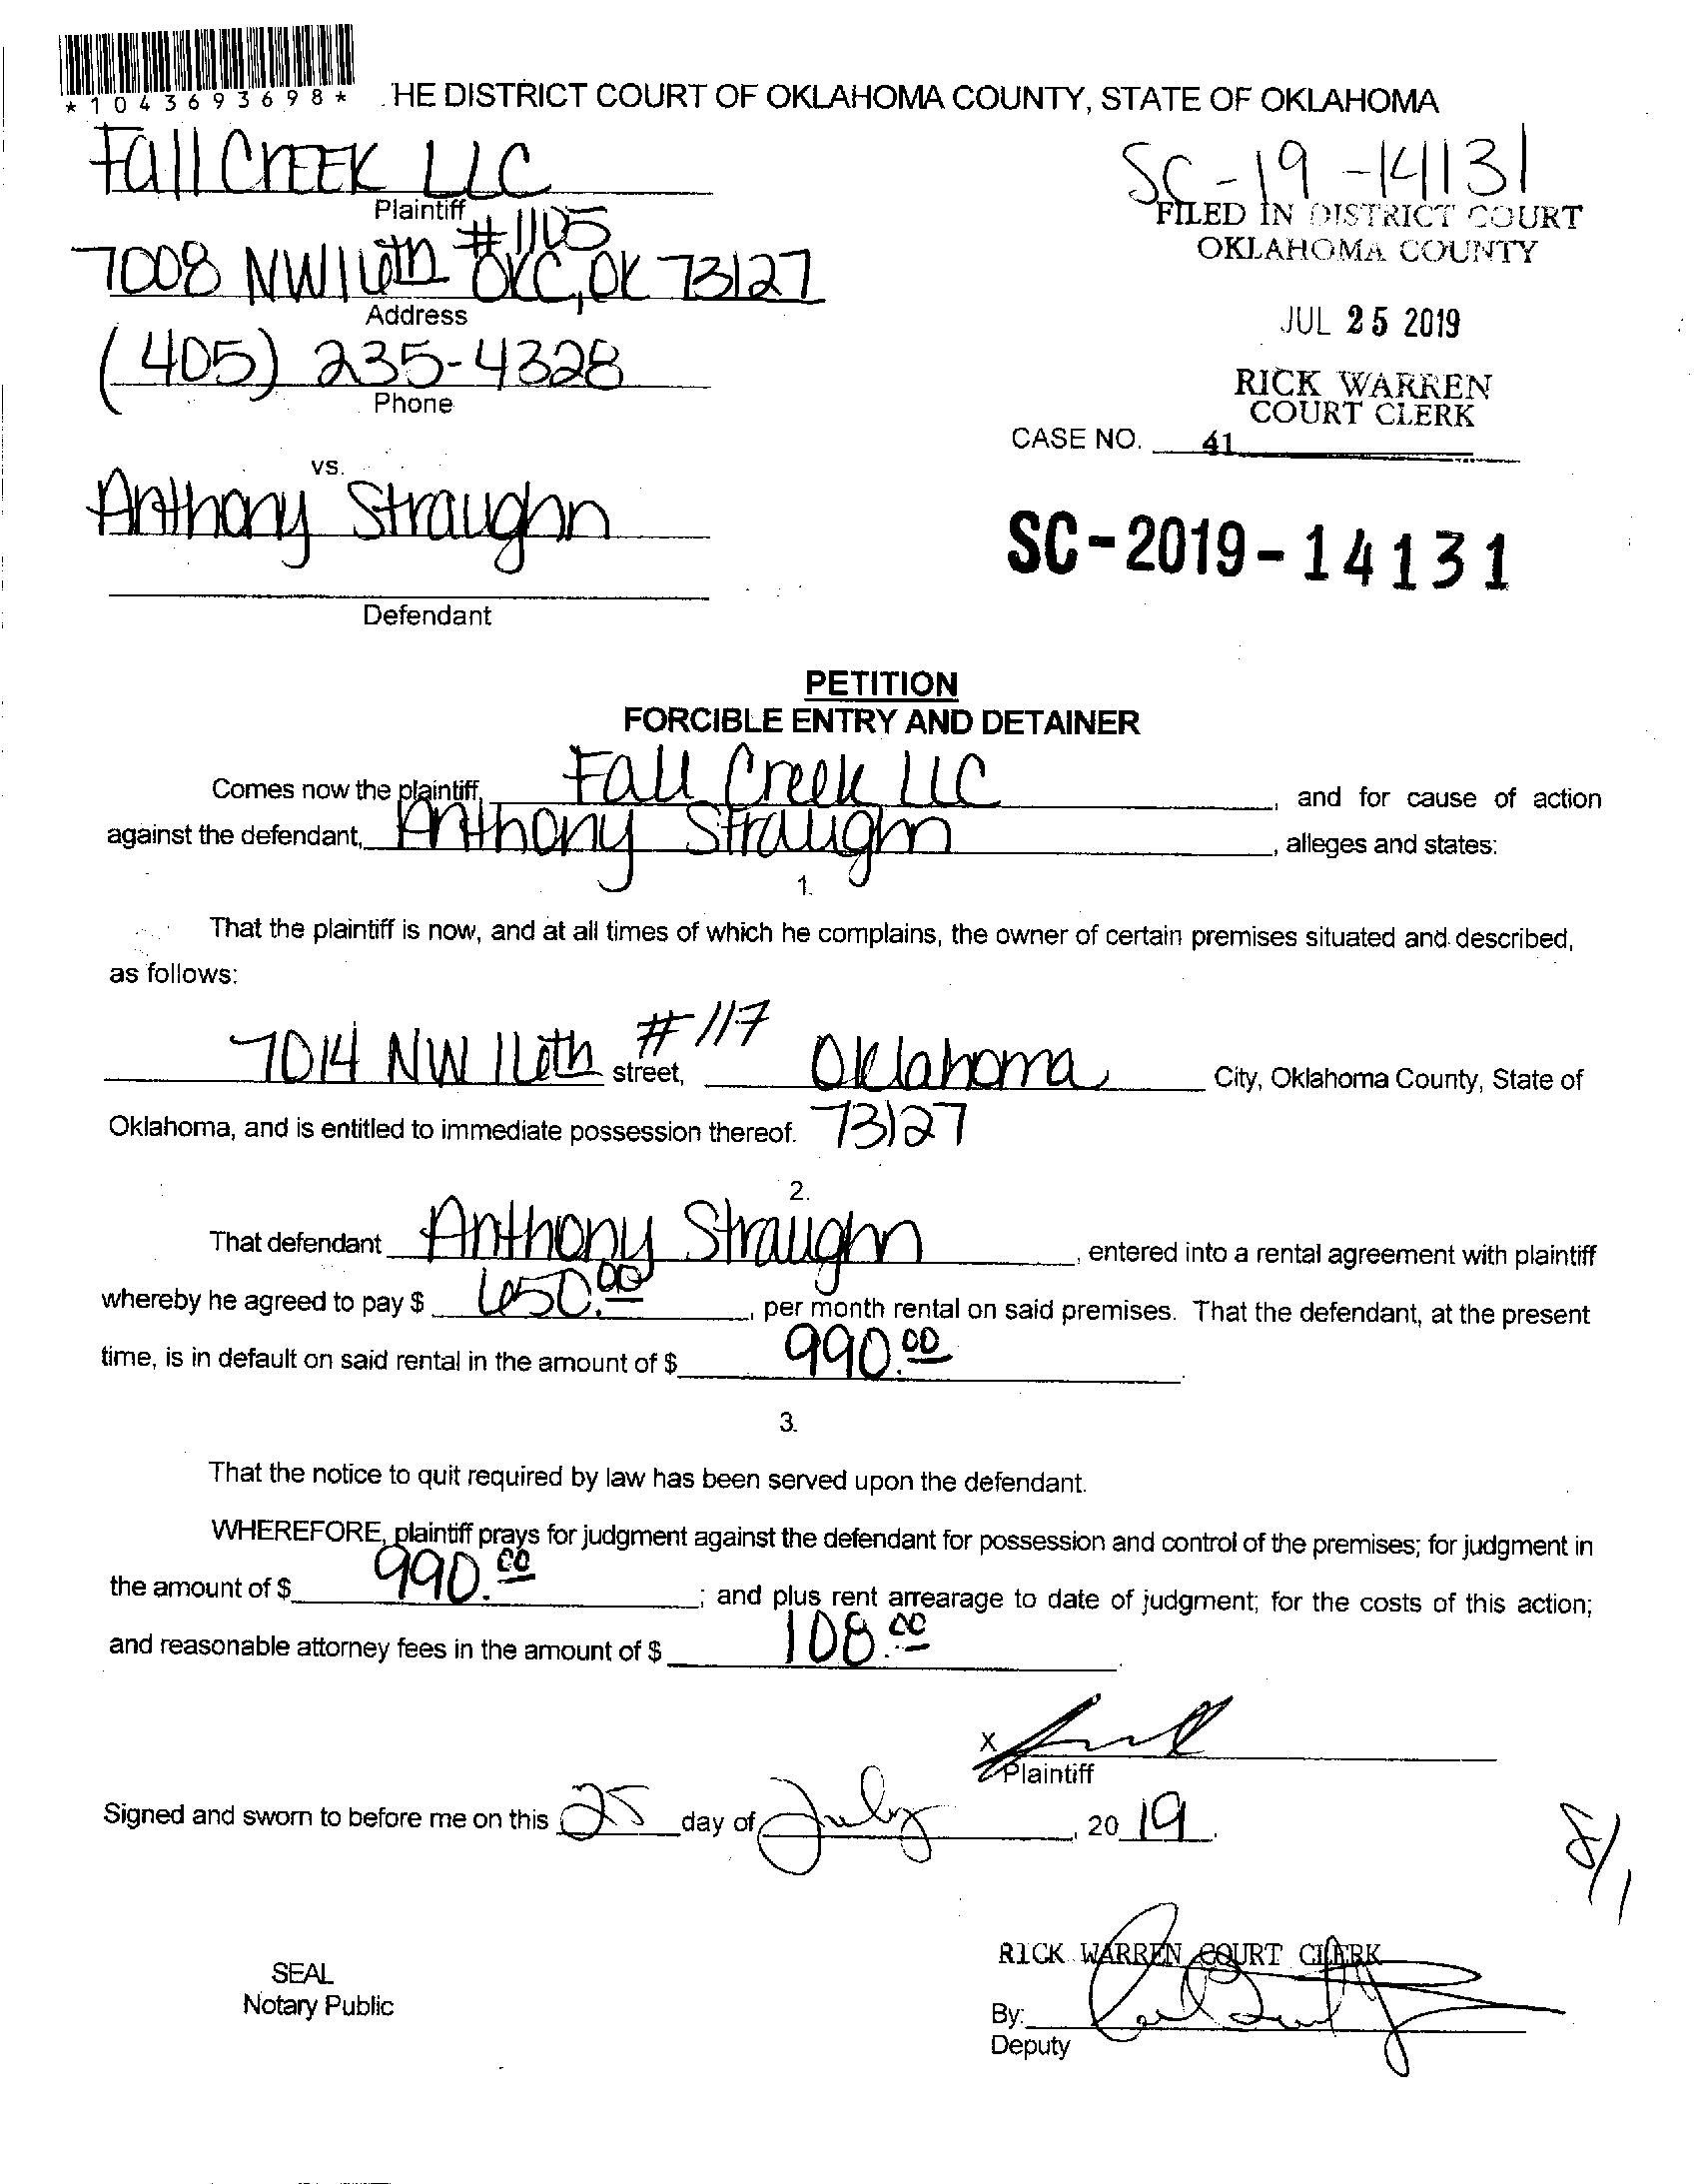 *1043693698*
HE DISTRICT COURT OF OKLAHOMA COUNTY, STATE OF OKLAHOMA
Fall Creek LLC
Plaintiff
SC-19-14131
FILED IN DISTRICT COURT
OKLAHOMA COUNTY
#1105
7008 NW 16th OKC, OK 73127
Address
JUL 25 2019
(405) 235-4328
Phone
RICK WARREN
COURT CLERK
CASE NO. 41
vs.
Anthony Straughn
SC-2019-14131
Defendant
PETITION
FORCIBLE ENTRY AND DETAINER
Comes now the plaintiff, Fall Creek LLC, and for cause of action
against the defendant, Anthony Straughn, alleges and states:
1.
That the plaintiff is now, and at all times of which he complains, the owner of certain premises situated and described,
as follows:
7014 NW 16th #117 street, Oklahoma City, Oklahoma County, State of
Oklahoma, and is entitled to immediate possession thereof. 73127
2.
That defendant Anthony Straughn, entered into a rental agreement with plaintiff
whereby he agreed to pay $ 650.00, per month rental on said premises. That the defendant, at the present
time, is in default on said rental in the amount of $ 990.00.
3.
That the notice to quit required by law has been served upon the defendant.
WHEREFORE, plaintiff prays for judgment against the defendant for possession and control of the premises; for judgment in
the amount of $ 990.00; and plus rent arrearage to date of judgment; for the costs of this action;
and reasonable attorney fees in the amount of $ 108.00.
X
Plaintiff
Signed and sworn to before me on this 25 day of July, 2019.
8/1
RICK WARREN COURT CLERK
SEAL
Notary Public
By:
Deputy